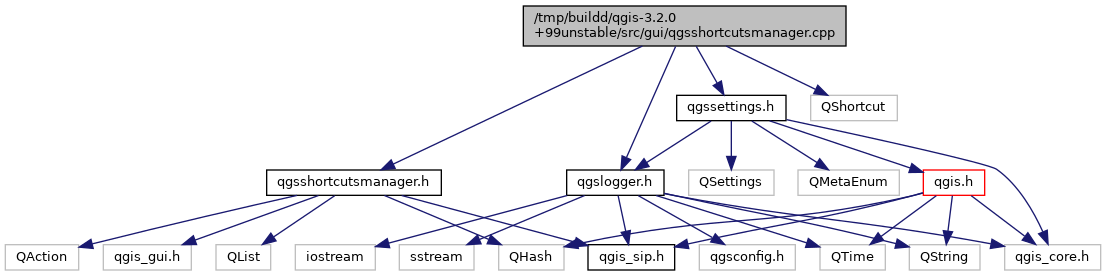 /tmp/buildd/qgis-3.2.0
+99unstable/src/gui/qgsshortcutsmanager.cpp
qgssettings.h
QShortcut
qgsshortcutsmanager.h
qgslogger.h
QSettings
QMetaEnum
qgis.h
QAction
qgis_gui.h
QList
iostream
sstream
QHash
qgis_sip.h
qgsconfig.h
QTime
QString
qgis_core.h